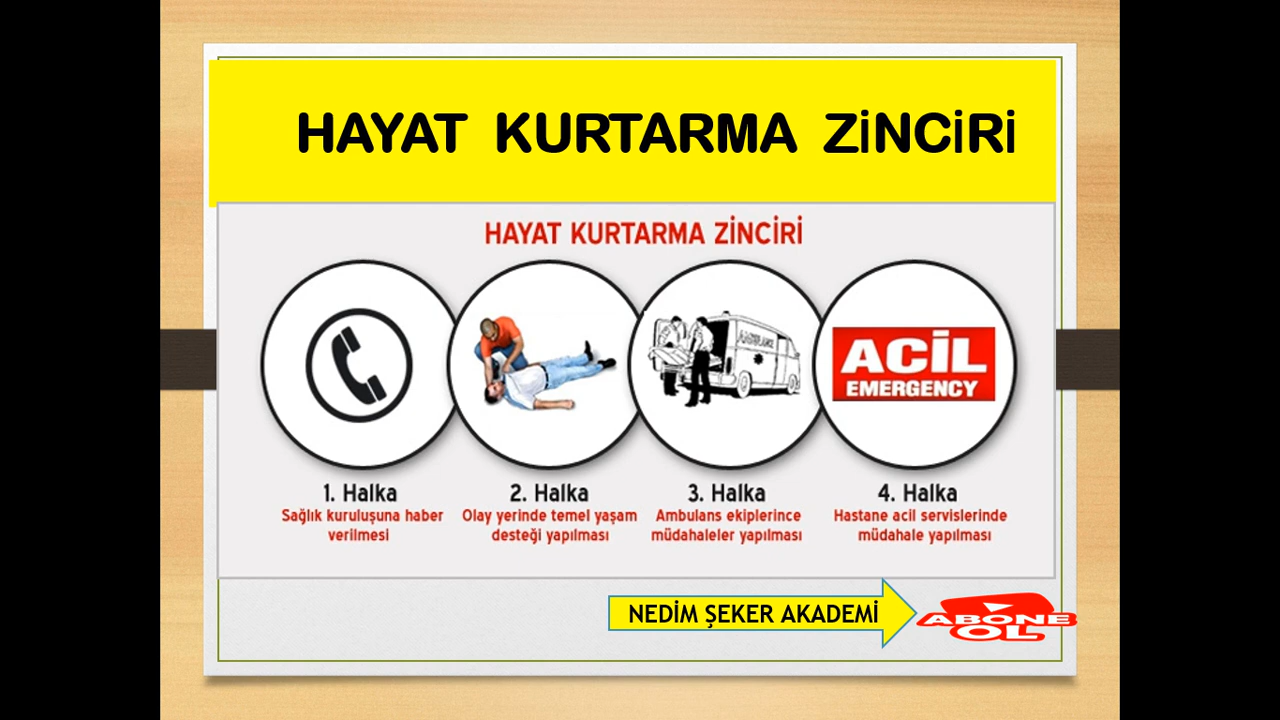 HAYAT KURTARMA ZİNCİRİ
HAYAT KURTARMA ZİNCİRİ
AMBULANCE
ACİL
EMERGENCY
1. Halka
Sağlık kuruluşuna haber
verilmesi
2. Halka
Olay yerinde temel yaşam
desteği yapılması
3. Halka
Ambulans ekiplerince
müdahaleler yapılması
4. Halka
Hastane acil servislerinde
müdahale yapılması
NEDİM ŞEKER AKADEMİ
ABONE
OL